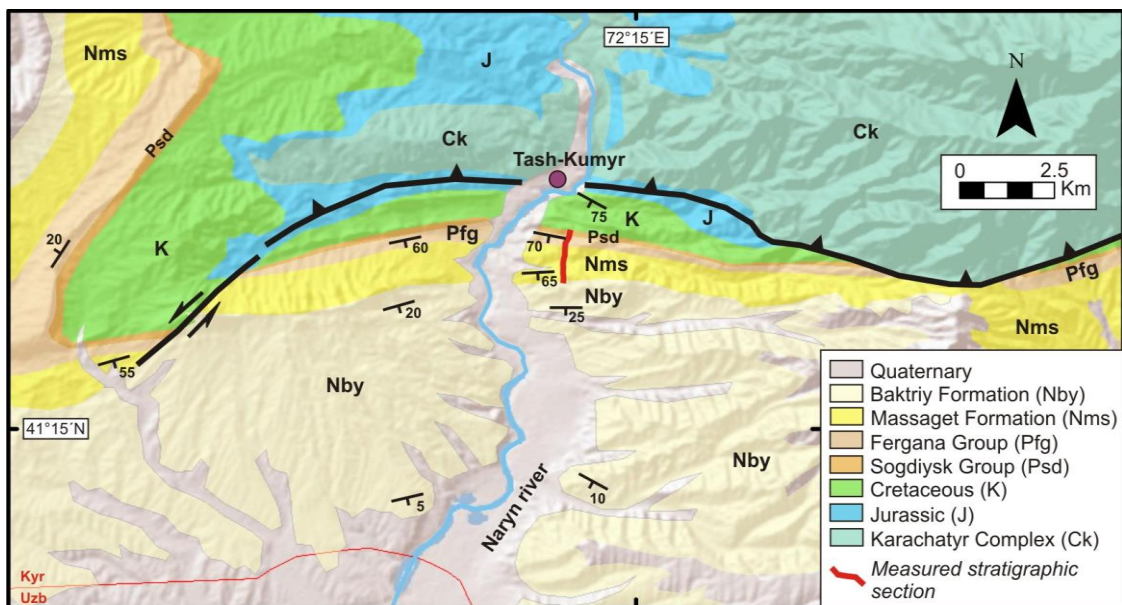 72°15´E
Nms
J
N
Ck
Ck
Psd
Tash-Kumyr
0 2.5
Km
75
K
J
20
K
Pfg
60
70
Psd
Nms
65
Pfg
Nby
20
25
Nms
55
Nby
41°15´N
Nby
10
5
Naryn river
Kyr
Uzb
Quaternary
Baktriy Formation (Nby)
Massaget Formation (Nms)
Fergana Group (Pfg)
Sogdiysk Group (Psd)
Cretaceous (K)
Jurassic (J)
Karachatyr Complex (Ck)
Measured stratigraphic
section